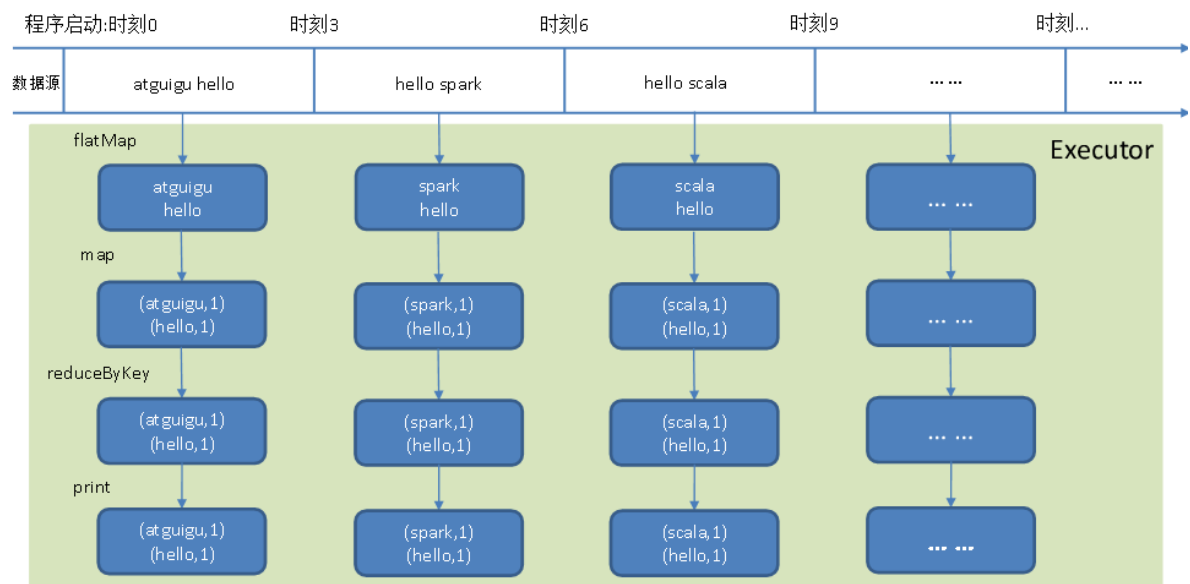 程序启动:时刻0 时刻3 时刻6 时刻9 时刻...
数据源 atguigu hello hello spark hello scala ... ... ... ...
flatMap
Executor
atguigu
hello
spark
hello
scala
hello
... ...
map
(atguigu,1)
(hello,1)
(spark,1)
(hello,1)
(scala,1)
(hello,1)
... ...
reduceByKey
(atguigu,1)
(hello,1)
(spark,1)
(hello,1)
(scala,1)
(hello,1)
... ...
print
(atguigu,1)
(hello,1)
(spark,1)
(hello,1)
(scala,1)
(hello,1)
... ...